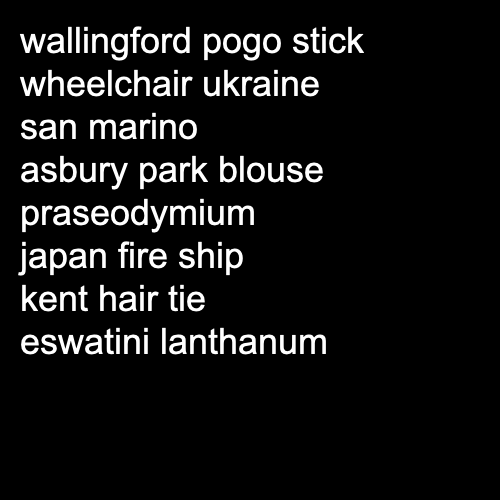 wallingford pogo stick
wheelchair ukraine
san marino
asbury park blouse
praseodymium
japan fire ship
kent hair tie
eswatini lanthanum